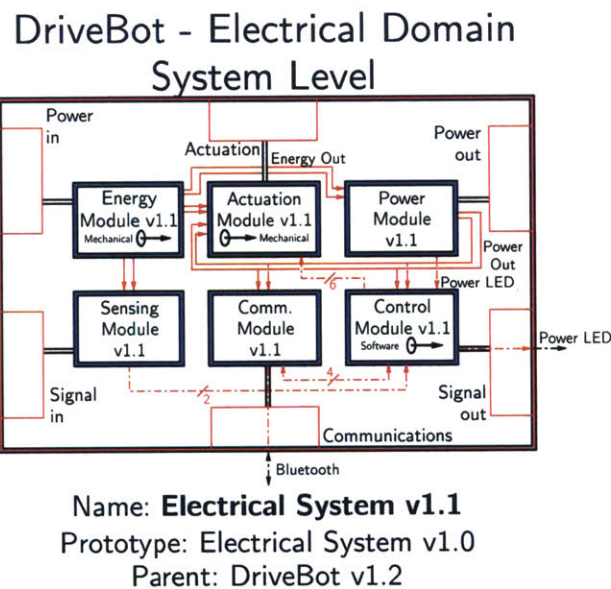 DriveBot - Electrical Domain
System Level
Power
in
Actuation
Energy Out
Power
out
Energy
Module v1.1
Mechanical
Actuation
Module v1.1
Mechanical
Power
Module
v1.1
Power
Out
6
Power LED
Sensing
Module
v1.1
Comm.
Module
v1.1
Control
Module v1.1
Software
Power LED
4
2
Signal
in
Signal
out
Communications
Bluetooth
Name: Electrical System v1.1
Prototype: Electrical System v1.0
Parent: DriveBot v1.2